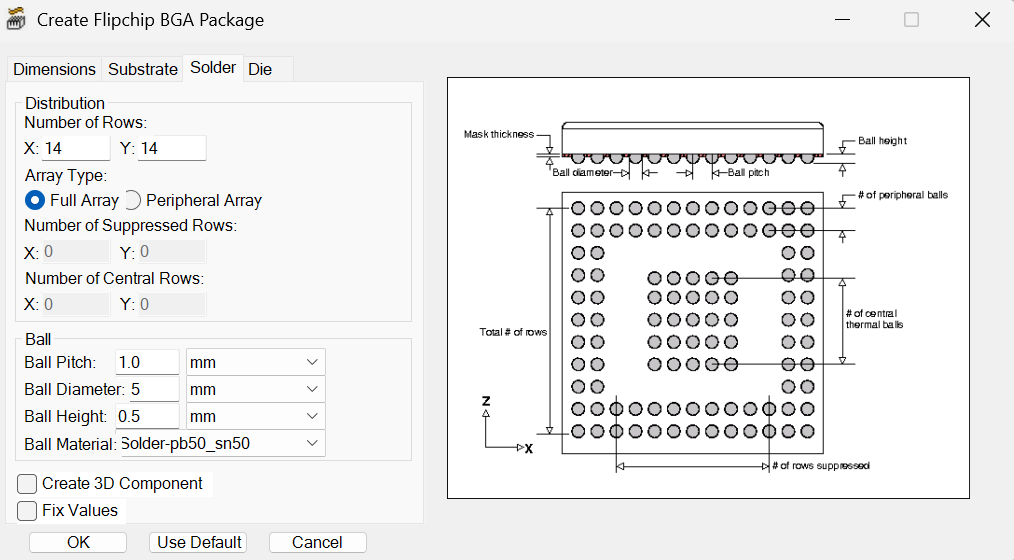 Create Flipchip BGA Package
Dimensions Substrate Solder Die
Distribution
Number of Rows:
X: 14 Y: 14
Array Type:
Full Array Peripheral Array
Number of Suppressed Rows:
X: 0 Y: 0
Number of Central Rows:
X: 0 Y: 0
Ball
Ball Pitch: 1.0 mm
Ball Diameter: 5 mm
Ball Height: 0.5 mm
Ball Material: Solder-pb50_sn50
Create 3D Component
Fix Values
OK Use Default Cancel
Mask thickness
Ball height
Ball diameter
Ball pitch
# of peripheral balls
Total # of rows
# of central
thermal balls
Z
X
# of rows suppressed